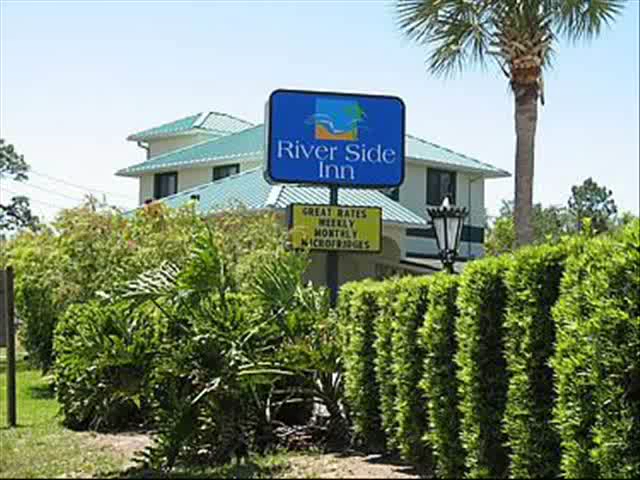 River Side
Inn
GREAT RATES
WEEKLY
MONTHLY
MICROFRIDGES